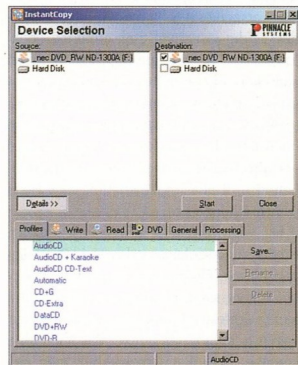 InstantCopy
Device Selection
PINNACLE
SYSTEMS
Source:
Destination:
_nec DVD_RW ND-1300A (F:)
Hard Disk
_nec DVD_RW ND-1300A (F:)
Hard Disk
Details >>
Start
Close
Profiles
Write
Read
DVD
General
Processing
AudioCD
AudioCD + Karaoke
AudioCD CD-Text
Automatic
CD+G
CD-Extra
DataCD
DVD+RW
DVD-R
Save...
Rename...
Delete
AudioCD